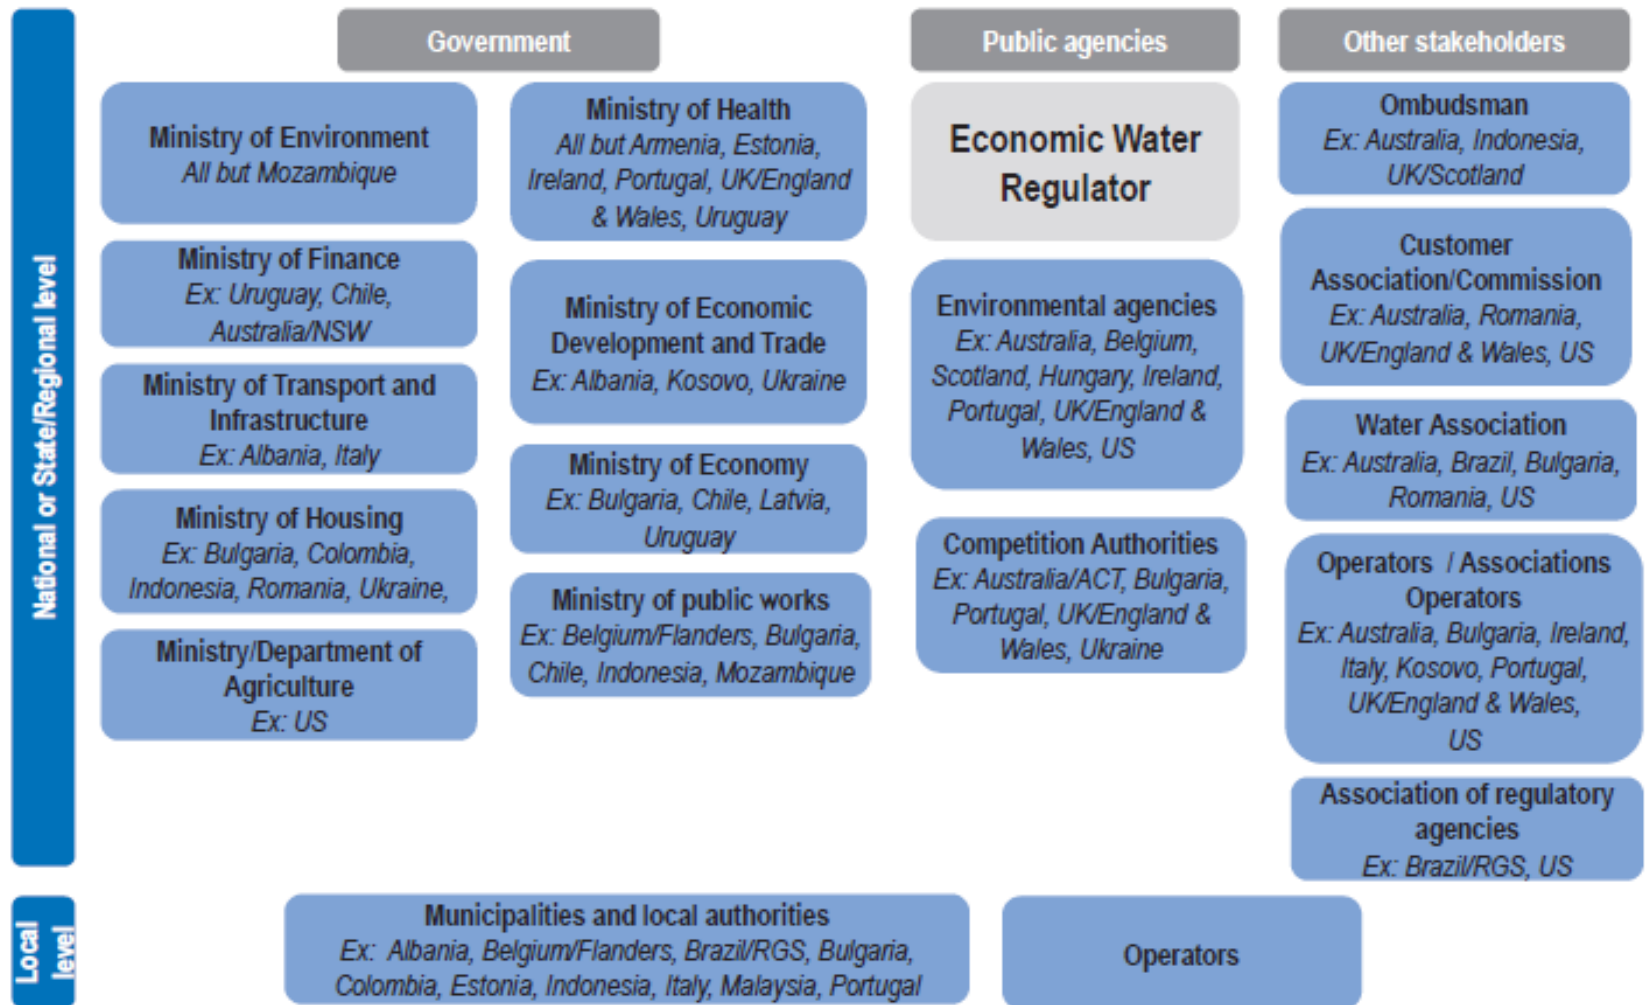 National or State/Regional level
Government
Ministry of Environment
All but Mozambique
Ministry of Finance
Ex: Uruguay, Chile,
Australia/NSW
Ministry of Transport and
Infrastructure
Ex: Albania, Italy
Ministry of Housing
Ex: Bulgaria, Colombia,
Indonesia, Romania, Ukraine,
Ministry/Department of
Agriculture
Ex: US
Ministry of Health
All but Armenia, Estonia,
Ireland, Portugal, UK/England
& Wales, Uruguay
Ministry of Economic
Development and Trade
Ex: Albania, Kosovo, Ukraine
Ministry of Economy
Ex: Bulgaria, Chile, Latvia,
Uruguay
Ministry of public works
Ex: Belgium/Flanders, Bulgaria,
Chile, Indonesia, Mozambique
Public agencies
Economic Water
Regulator
Environmental agencies
Ex: Australia, Belgium,
Scotland, Hungary, Ireland,
Portugal, UK/England &
Wales, US
Competition Authorities
Ex: Australia/ACT, Bulgaria,
Portugal, UK/England &
Wales, Ukraine
Other stakeholders
Ombudsman
Ex: Australia, Indonesia,
UK/Scotland
Customer
Association/Commission
Ex: Australia, Romania,
UK/England & Wales, US
Water Association
Ex: Australia, Brazil, Bulgaria,
Romania, US
Operators / Associations
Operators
Ex: Australia, Bulgaria, Ireland,
Italy, Kosovo, Portugal,
UK/England & Wales,
US
Association of regulatory
agencies
Ex: Brazil/RGS, US
Local
level
Municipalities and local authorities
Ex: Albania, Belgium/Flanders, Brazil/RGS, Bulgaria,
Colombia, Estonia, Indonesia, Italy, Malaysia, Portugal
Operators